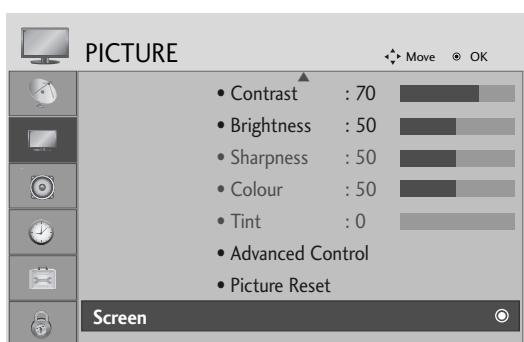 PICTURE Move OK
• Contrast : 70
• Brightness : 50
• Sharpness : 50
• Colour : 50
• Tint : 0
• Advanced Control
• Picture Reset
Screen